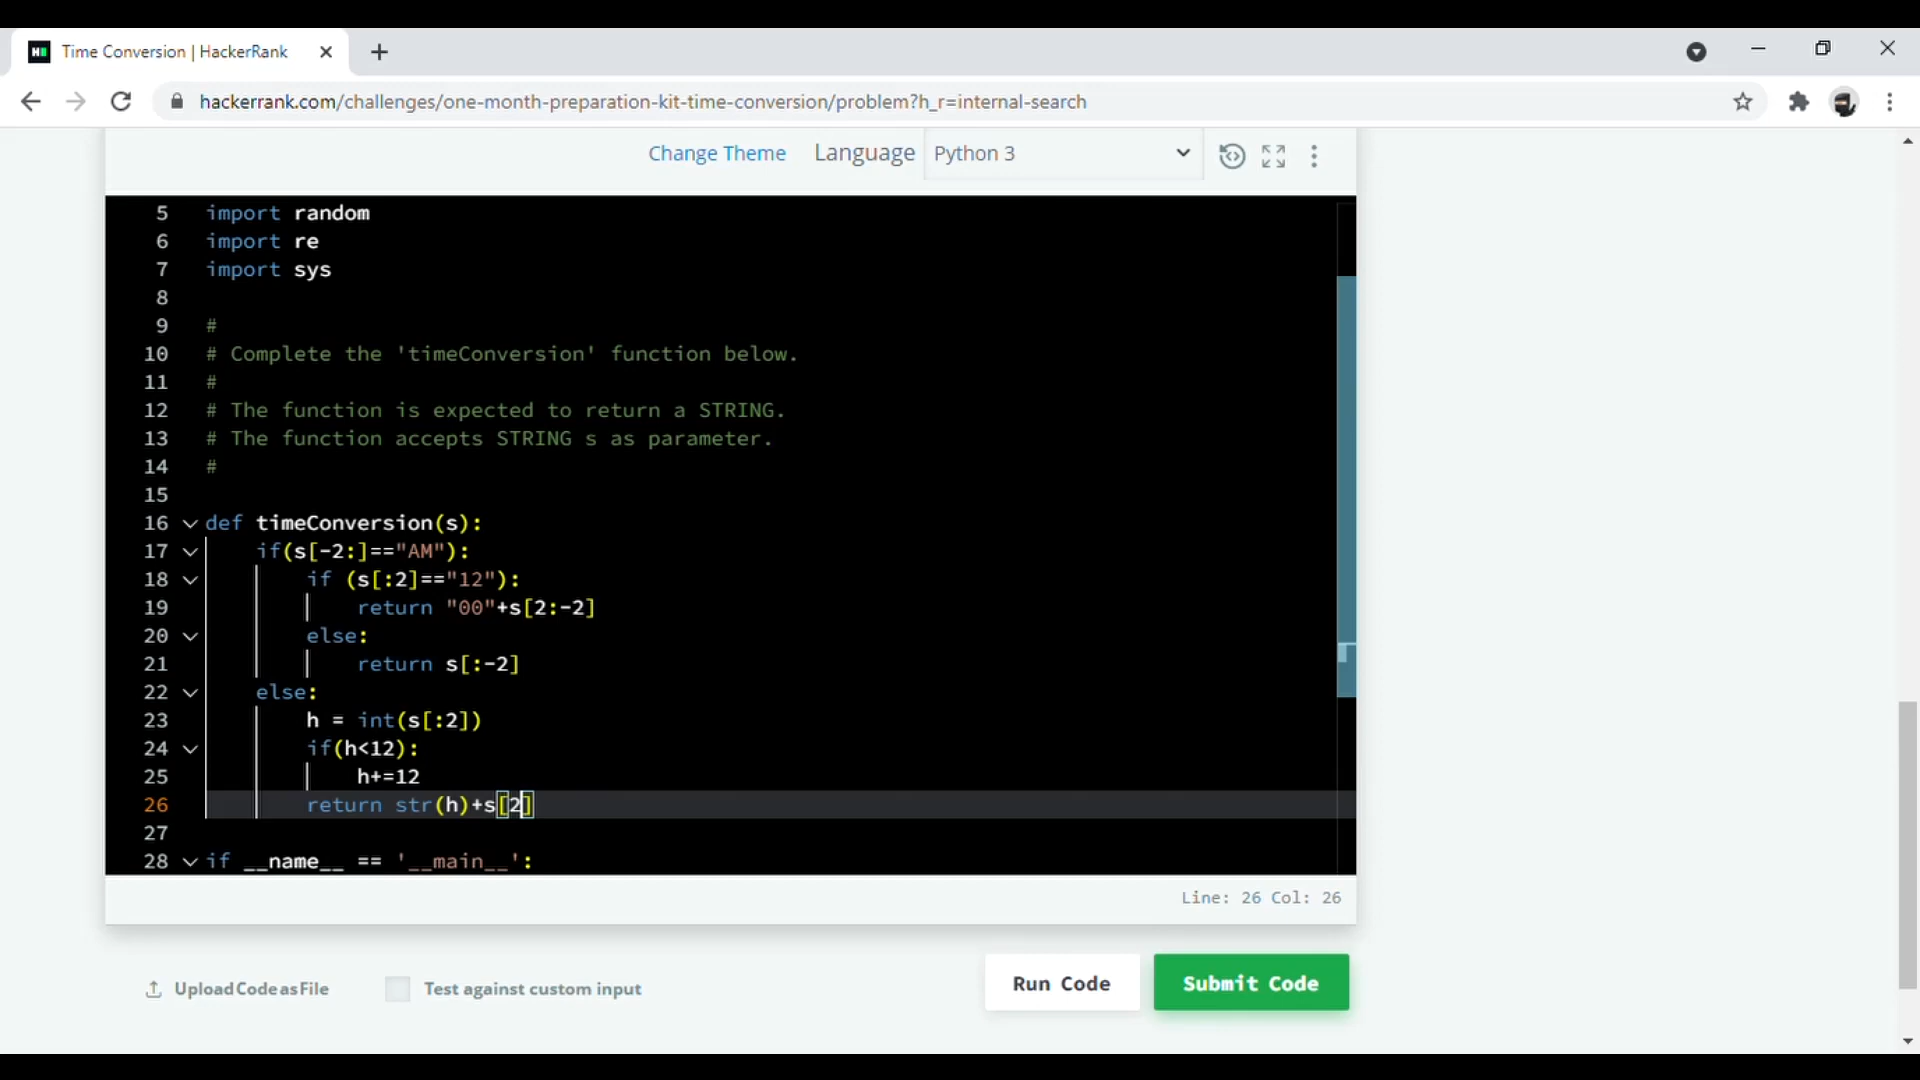 Time Conversion | HackerRank
hackerrank.com/challenges/one-month-preparation-kit-time-conversion/problem?h_r=internal-search
Change Theme Language Python 3
5 import random
6 import re
7 import sys
8
9 #
10 # Complete the 'timeConversion' function below.
11 #
12 # The function is expected to return a STRING.
13 # The function accepts STRING s as parameter.
14 #
15
16 def timeConversion(s):
17 if(s[-2:]=="AM"):
18 if (s[:2]=="12"):
19 return "00"+s[2:-2]
20 else:
21 return s[:-2]
22 else:
23 h = int(s[:2])
24 if(h<12):
25 h+=12
26 return str(h)+s[2]
27
28 if __name__ == '__main__':
Line: 26 Col: 26
Upload Code as File Test against custom input Run Code Submit Code